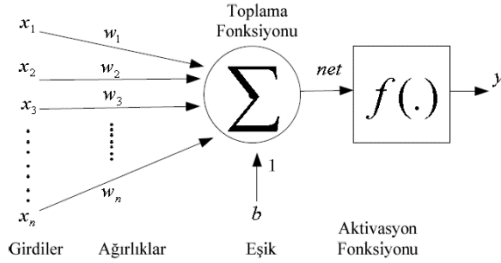 Toplama
Fonksiyonu
x1
w1
x2
w2
net
y
x3
w3
∑
f(.)
wn
1
xn
b
Girdiler
Ağırlıklar
Eşik
Aktivasyon
Fonksiyonu